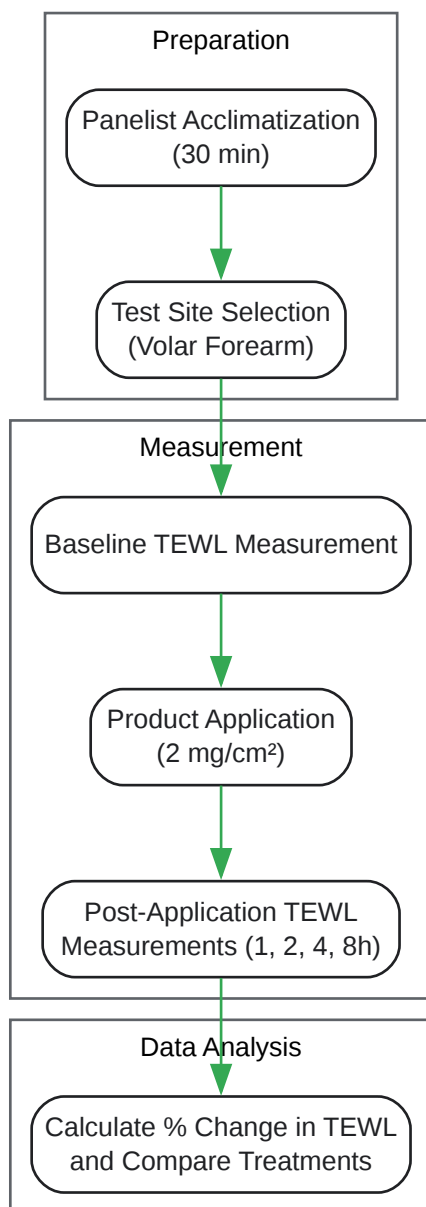 Preparation
Panelist Acclimatization
(30 min)
Test Site Selection
(Volar Forearm)
Measurement
Baseline TEWL Measurement
Product Application
(2 mg/cm²)
Post-Application TEWL
Measurements (1, 2, 4, 8h)
Data Analysis
Calculate % Change in TEWL
and Compare Treatments